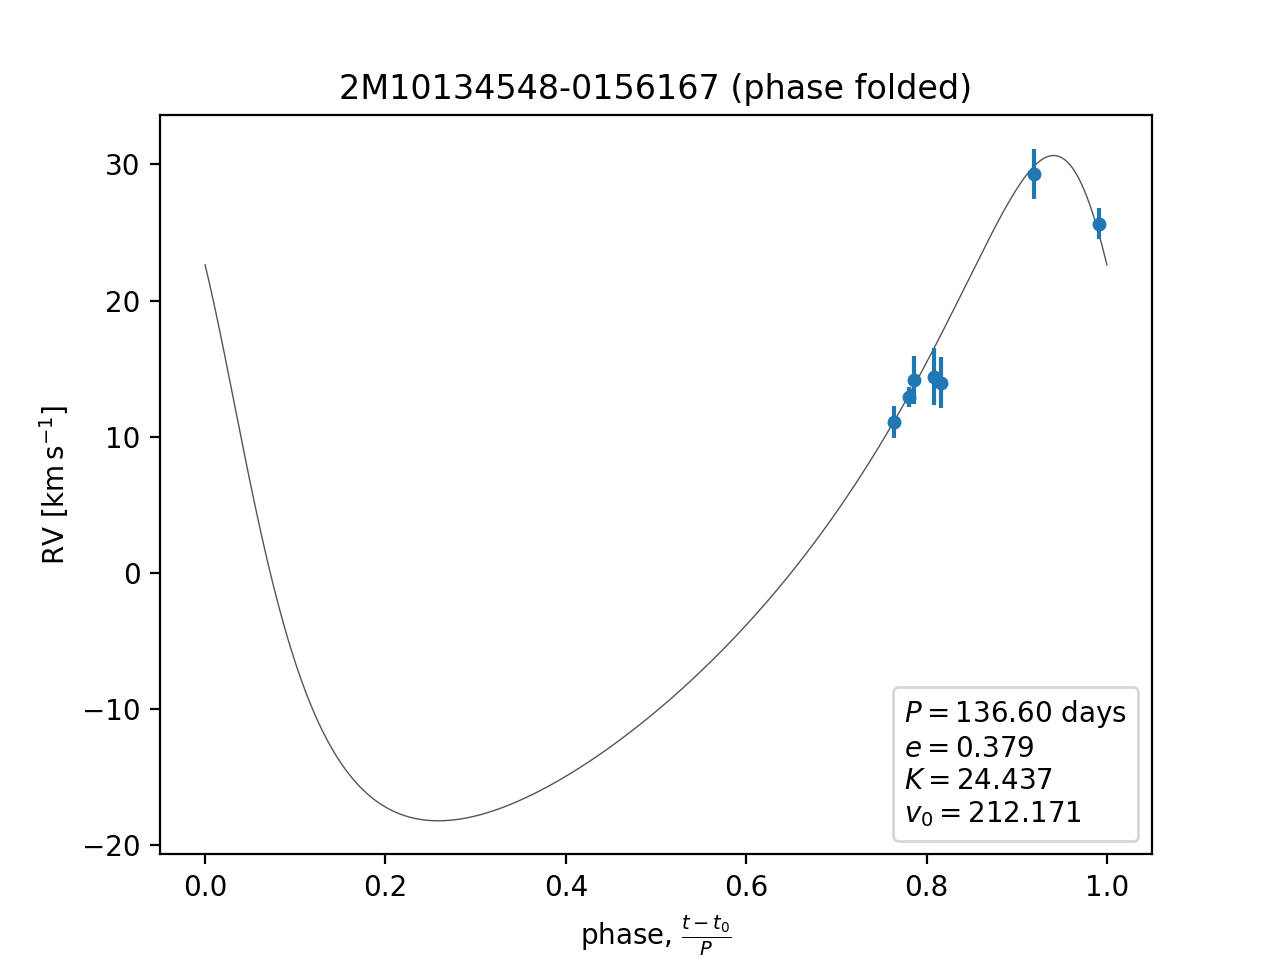 2M10134548-0156167 (phase folded)
RV [km s⁻¹]
30
20
10
0
−10
−20
P = 136.60 days
e = 0.379
K = 24.437
v₀ = 212.171
0.0 0.2 0.4 0.6 0.8 1.0
phase, (t − t₀)/P